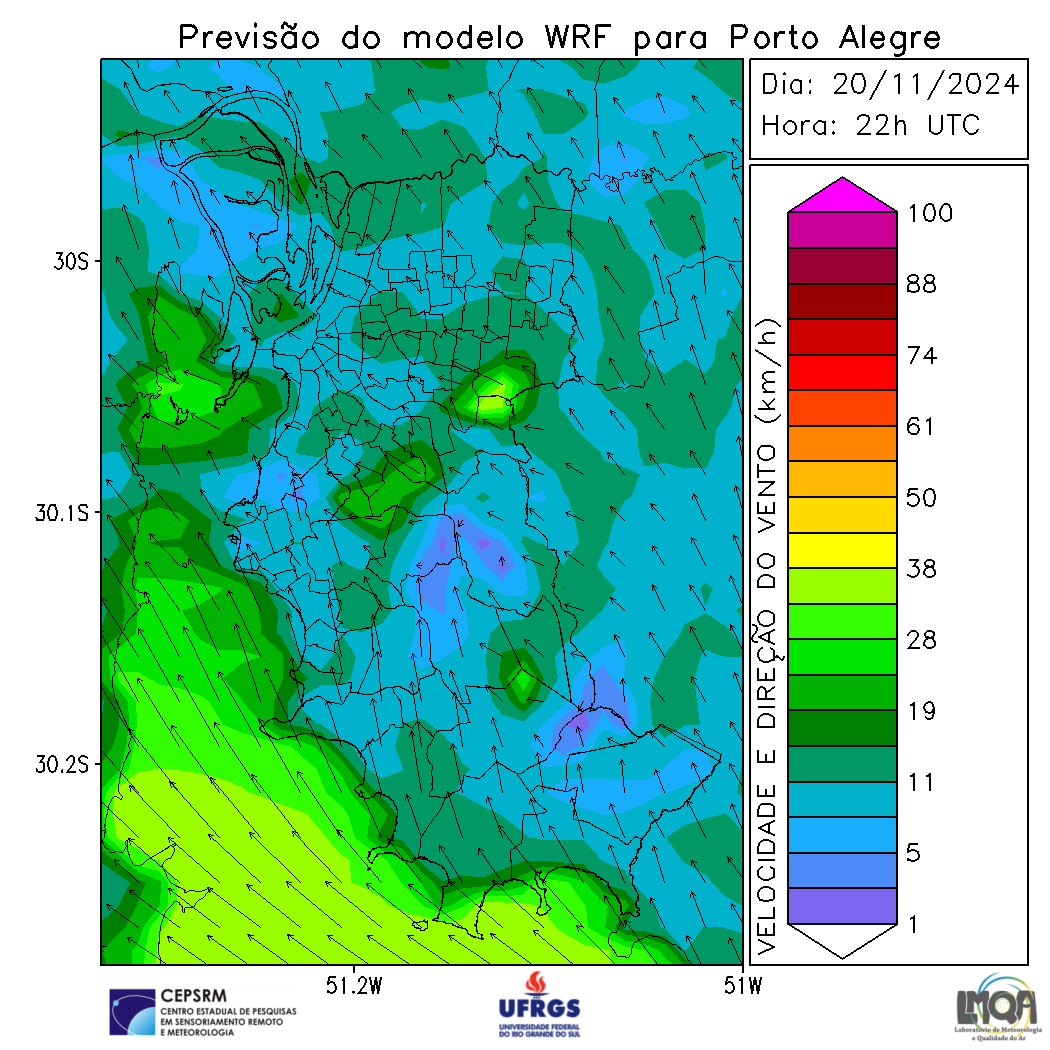 Previsão do modelo WRF para Porto Alegre
Dia: 20/11/2024
Hora: 22h UTC
30S
30.1S
30.2S
51.2W
51W
VELOCIDADE E DIREÇÃO DO VENTO (km/h)
100
88
74
61
50
38
28
19
11
5
1
CEPSRM
CENTRO ESTADUAL DE PESQUISAS
EM SENSORIAMENTO REMOTO
E METEOROLOGIA
UFRGS
UNIVERSIDADE FEDERAL
DO RIO GRANDE DO SUL
LMQA
Laboratório de Meteorologia
e Qualidade do Ar